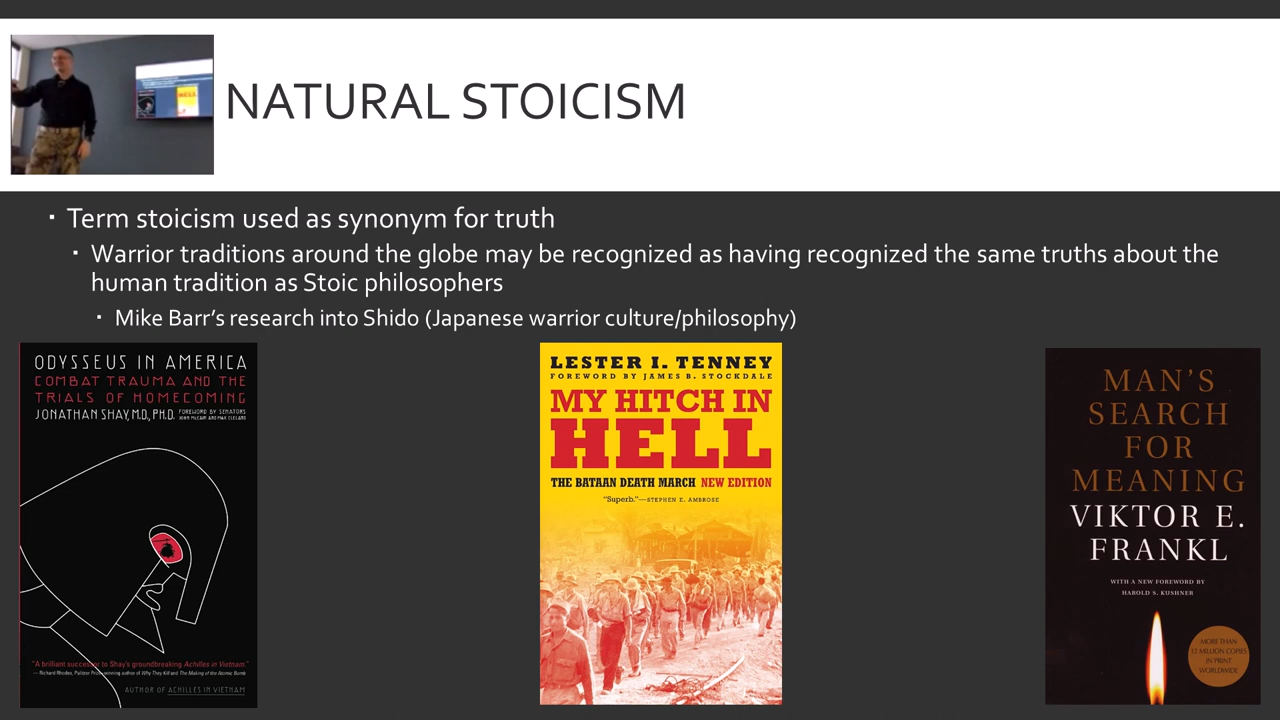 NATURAL STOICISM
Term stoicism used as synonym for truth
Warrior traditions around the globe may be recognized as having recognized the same truths about the
human tradition as Stoic philosophers
Mike Barr's research into Shido (Japanese warrior culture/philosophy)
ODYSSEUS IN AMERICA
COMBAT TRAUMA AND THE
TRIALS OF HOMECOMING
JONATHAN SHAY, M.D., PH.D. FOREWORD BY SENATORS
JOHN McCAIN AND MAX CLELAND
"A brilliant successor to Shay's groundbreaking Achilles in Vietnam."
—Richard Rhodes, Pulitzer Prize-winning author of Why They Kill and The Making of the Atomic Bomb
AUTHOR OF ACHILLES IN VIETNAM
LESTER I. TENNEY
FOREWORD BY JAMES B. STOCKDALE
MY HITCH IN
HELL
THE BATAAN DEATH MARCH NEW EDITION
"Superb."—STEPHEN E. AMBROSE
MAN'S
SEARCH
FOR
MEANING
VIKTOR E.
FRANKL
WITH A NEW FOREWORD BY
HAROLD S. KUSHNER
MORE THAN
12 MILLION COPIES
IN PRINT
WORLDWIDE
HELL